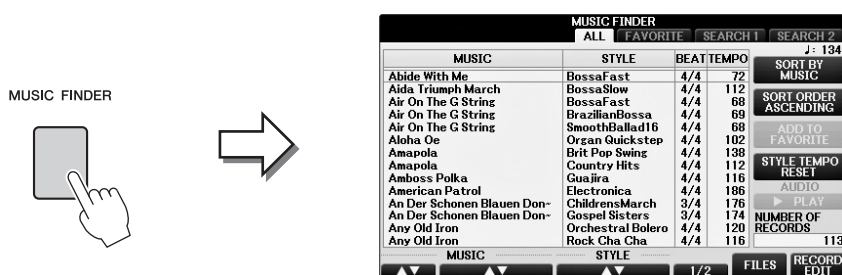 MUSIC FINDER
MUSIC FINDER
ALL FAVORITE SEARCH 1 SEARCH 2
♩: 134
MUSIC STYLE BEAT TEMPO
Abide With Me BossaFast 4/4 72
Aida Triumph March BossaSlow 4/4 112
Air On The G String BossaFast 4/4 68
Air On The G String BrazilianBossa 4/4 69
Air On The G String SmoothBallad16 4/4 68
Aloha Oe Organ Quickstep 4/4 102
Amapola Brit Pop Swing 4/4 138
Amapola Country Hits 4/4 112
Amboss Polka Guajira 4/4 116
American Patrol Electronica 4/4 186
An Der Schonen Blauen Don~ ChildrensMarch 3/4 176
An Der Schonen Blauen Don~ Gospel Sisters 3/4 174
Any Old Iron Orchestral Bolero 4/4 120
Any Old Iron Rock Cha Cha 4/4 116
SORT BY
MUSIC
SORT ORDER
ASCENDING
ADD TO
FAVORITE
STYLE TEMPO
RESET
AUDIO
▶ PLAY
NUMBER OF
RECORDS
113
MUSIC STYLE
▲▼ ▲▼ ▲▼ 1/2 FILES RECORD
EDIT